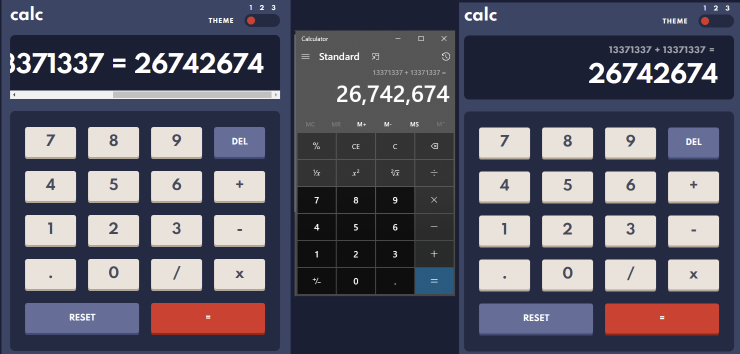 calc
1 2 3
THEME
3371337 = 26742674
7 8 9 DEL
4 5 6 +
1 2 3 -
. 0 / x
RESET =
Calculator
Standard
13371337 + 13371337 =
26,742,674
MC MR M+ M- MS M˅
% CE C
⅟x x² ²√x ÷
7 8 9 ×
4 5 6 −
1 2 3 +
+/− 0 . =
calc
1 2 3
THEME
13371337 + 13371337 =
26742674
7 8 9 DEL
4 5 6 +
1 2 3 -
. 0 / x
RESET =